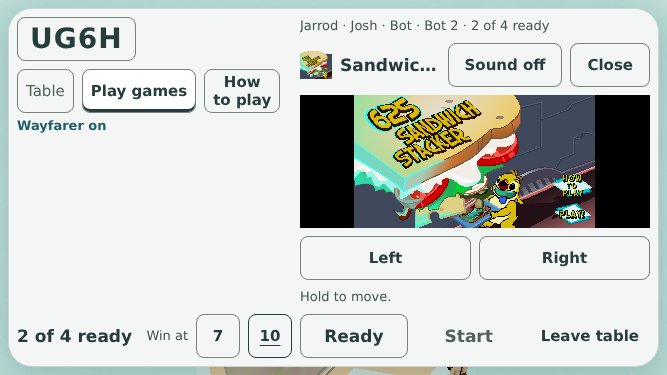 UG6H
Table
Play games
How to play
Wayfarer on
Jarrod · Josh · Bot · Bot 2 · 2 of 4 ready
Sandwic...
Sound off
Close
625
SANDWICH
STACKER
HOW
TO
PLAY
PLAY!
Left
Right
Hold to move.
2 of 4 ready
Win at
7
10
Ready
Start
Leave table